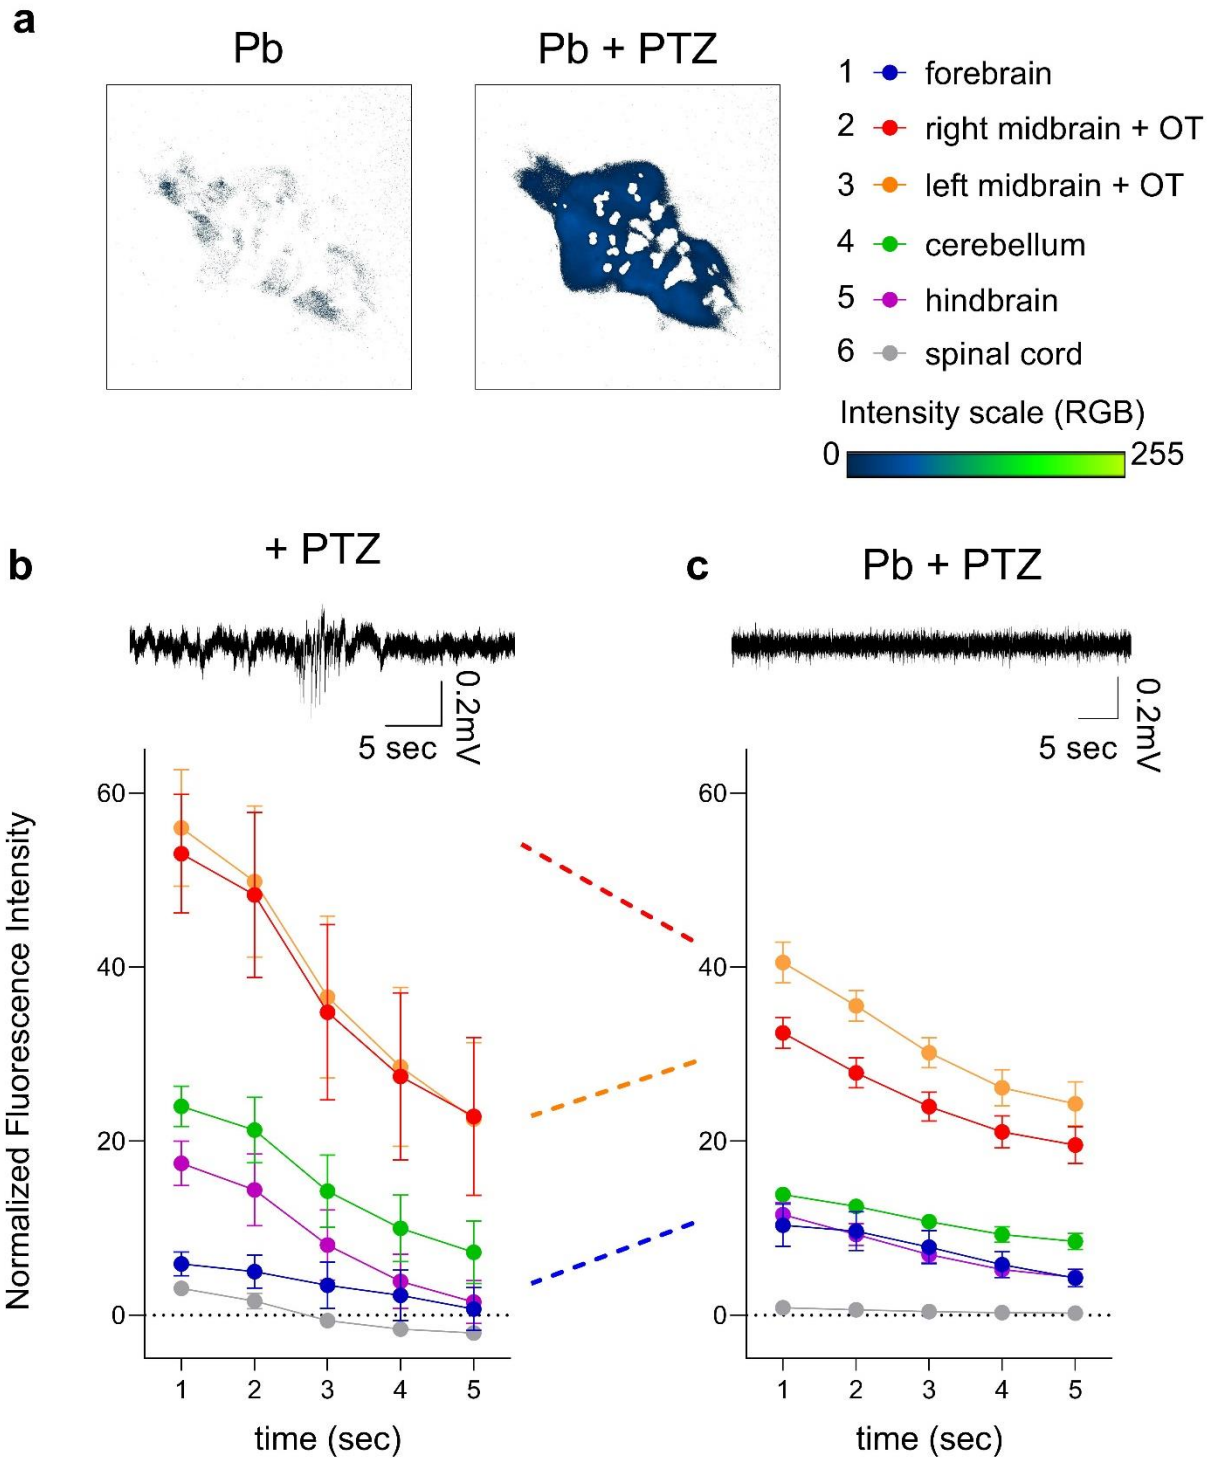 a
Pb
Pb + PTZ
1 forebrain
2 right midbrain + OT
3 left midbrain + OT
4 cerebellum
5 hindbrain
6 spinal cord
Intensity scale (RGB)
0 255
b
+ PTZ
0.2mV
5 sec
c
Pb + PTZ
0.2mV
5 sec
Normalized Fluorescence Intensity
60
40
20
0
1 2 3 4 5
time (sec)
60
40
20
0
1 2 3 4 5
time (sec)